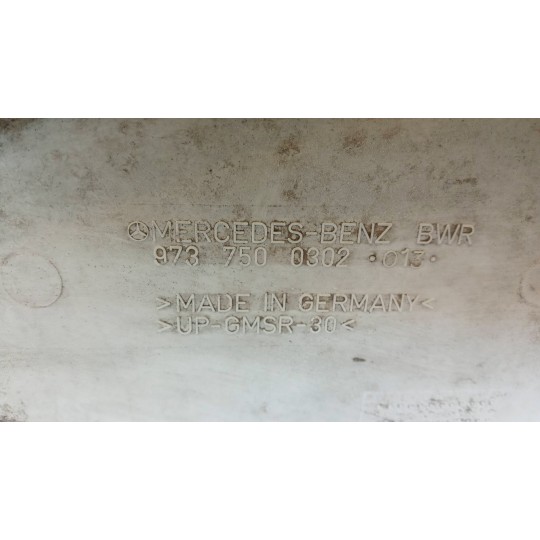 MERCEDES-BENZ BWR
973 750 0302 •013•
>MADE IN GERMANY<
>UP-GMSR-30<